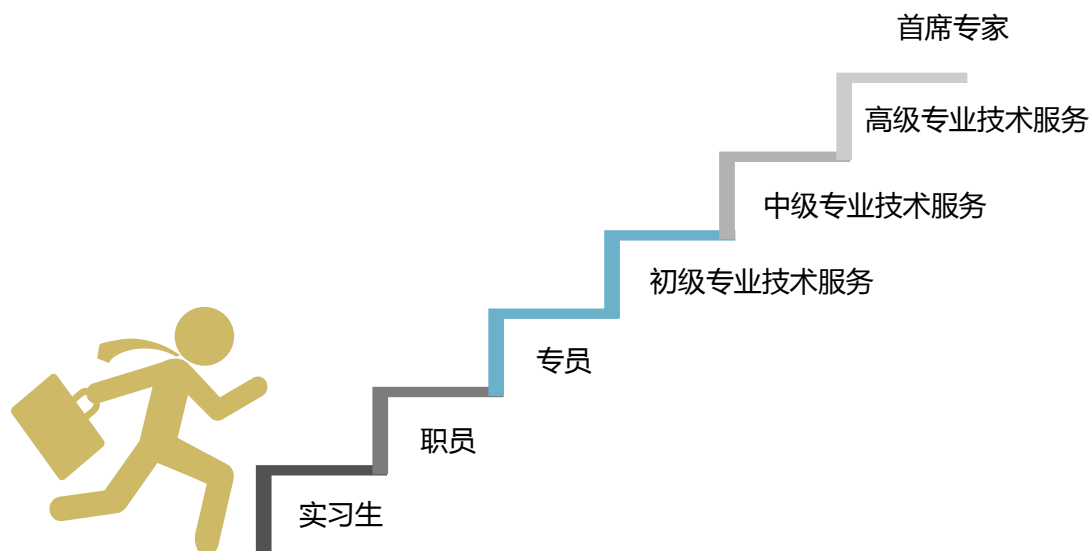 首席专家
高级专业技术服务
中级专业技术服务
初级专业技术服务
专员
职员
实习生